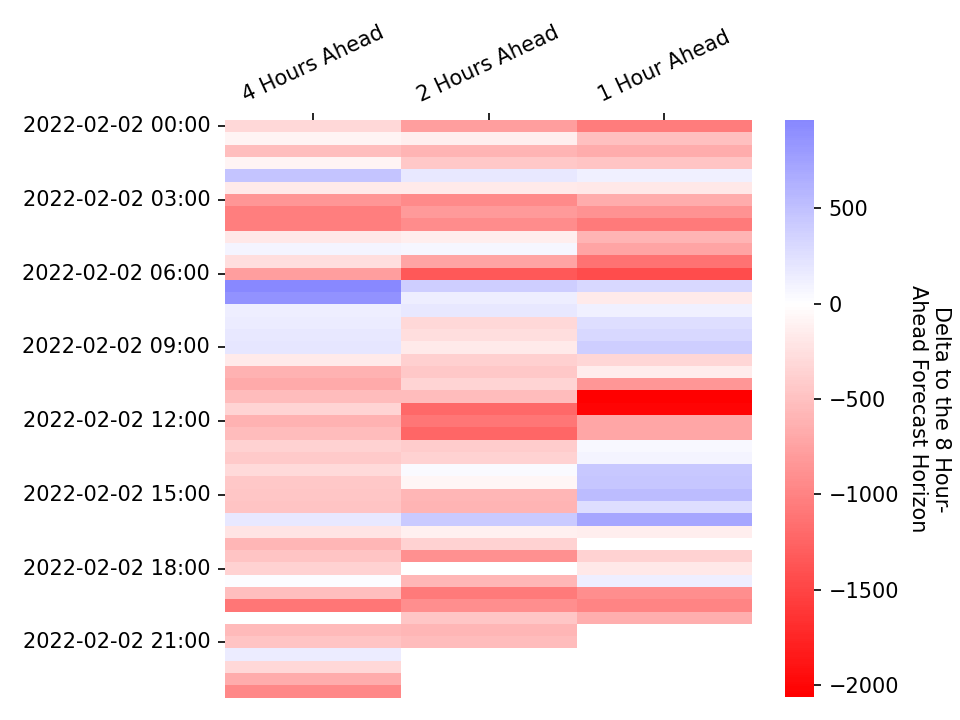 4 Hours Ahead
2 Hours Ahead
1 Hour Ahead
2022-02-02 00:00
2022-02-02 03:00
2022-02-02 06:00
2022-02-02 09:00
2022-02-02 12:00
2022-02-02 15:00
2022-02-02 18:00
2022-02-02 21:00
500
0
−500
−1000
−1500
−2000
Delta to the 8 Hour-
Ahead Forecast Horizon